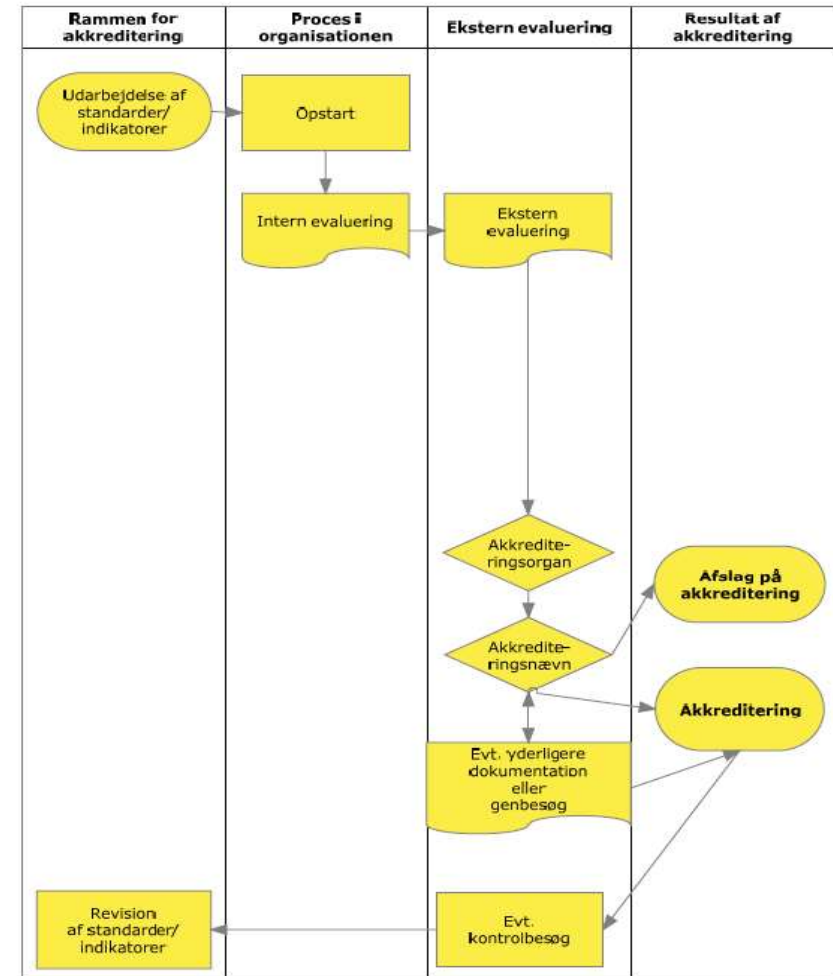 Rammen for
akkreditering
Proces i
organisationen
Ekstern evaluering
Resultat af
akkreditering
Udarbejdelse af
standarder/
indikatorer
Opstart
Intern evaluering
Ekstern
evaluering
Akkredite-
ringsorgan
Afslag på
akkreditering
Akkredite-
ringsnævn
Akkreditering
Evt. yderligere
dokumentation
eller
genbesøg
Revision
af standarder/
indikatorer
Evt.
kontrolbesøg